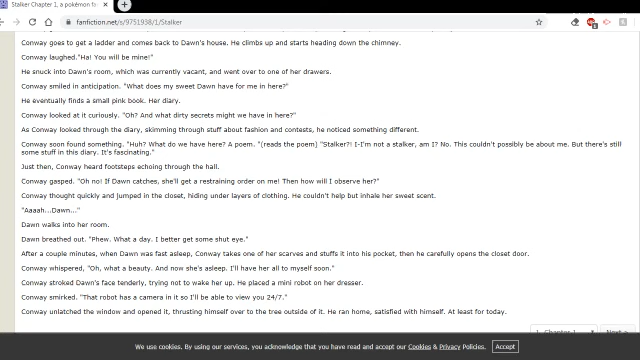 Stalker Chapter 1, a pokémon fa
fanfiction.net/s/9751938/1/Stalker
Conway goes to get a ladder and comes back to Dawn's house. He climbs up and starts heading down the chimney.
Conway laughed."Ha! You will be mine!"
He snuck into Dawn's room, which was currently vacant, and went over to one of her drawers.
Conway smiled in anticipation. "What does my sweet Dawn have for me in here?"
He eventually finds a small pink book. Her diary.
Conway looked at it curiously. "Oh? And what dirty secrets might we have in here?"
As Conway looked through the diary, skimming through stuff about fashion and contests, he noticed something different.
Conway soon found something. "Huh? What do we have here? A poem. "(reads the poem) "Stalker?! I-I'm not a stalker, am I? No. This couldn't possibly be about me. But there's still
some stuff in this diary. It's fascinating."
Just then, Conway heard footsteps echoing through the hall.
Conway gasped. "Oh no! If Dawn catches, she'll get a restraining order on me! Then how will I observe her?"
Conway thought quickly and jumped in the closet, hiding under layers of clothing. He couldn't help but inhale her sweet scent.
"Aaaah...Dawn..."
Dawn walks into her room.
Dawn breathed out. "Phew. What a day. I better get some shut eye."
After a couple minutes, when Dawn was fast asleep, Conway takes one of her scarves and stuffs it into his pocket, then he carefully opens the closet door.
Conway whispered, "Oh, what a beauty. And now she's asleep. I'll have her all to myself soon."
Conway stroked Dawn's face tenderly, trying not to wake her up. He placed a mini robot on her dresser.
Conway smirked. "That robot has a camera in it so I'll be able to view you 24/7."
Conway unlatched the window and opened it, thrusting himself over to the tree outside of it. He ran home, satisfied with himself. At least for today.
1. Chapter 1
Next >
We use cookies. By using our services, you acknowledge that you have read and accept our Cookies & Privacy Policies.
Accept